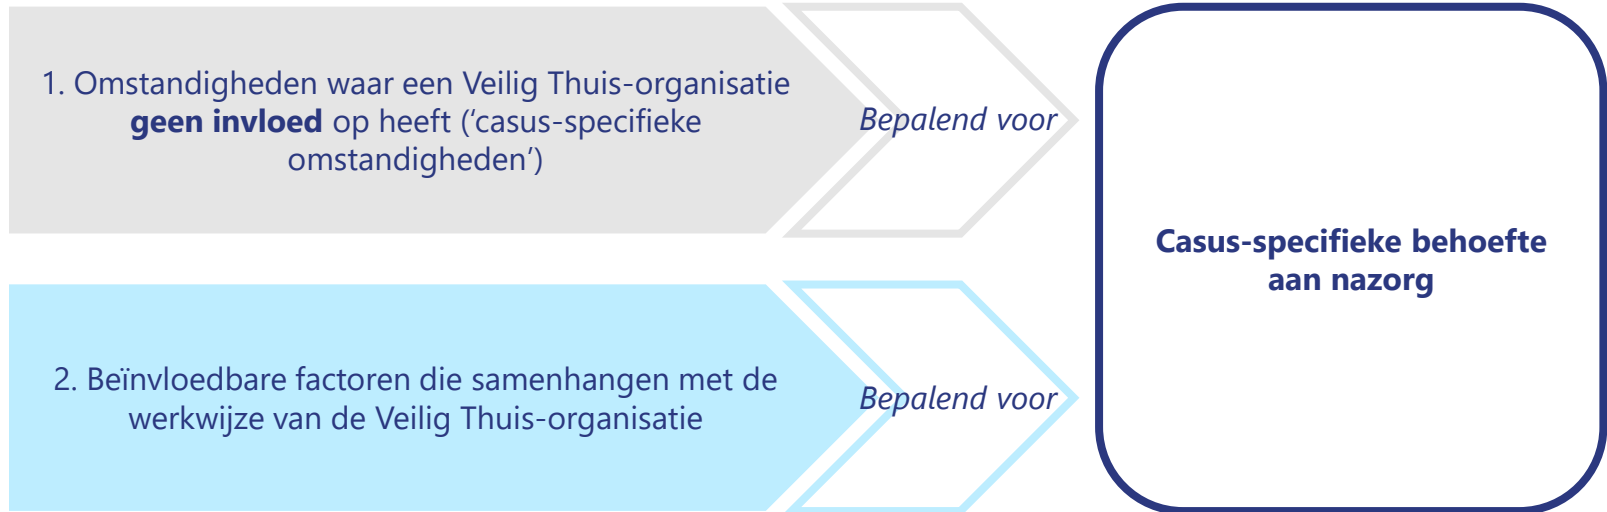 1. Omstandigheden waar een Veilig Thuis-organisatie
geen invloed op heeft (‘casus-specifieke
omstandigheden’)
Bepalend voor
2. Beïnvloedbare factoren die samenhangen met de
werkwijze van de Veilig Thuis-organisatie
Bepalend voor
Casus-specifieke behoefte
aan nazorg